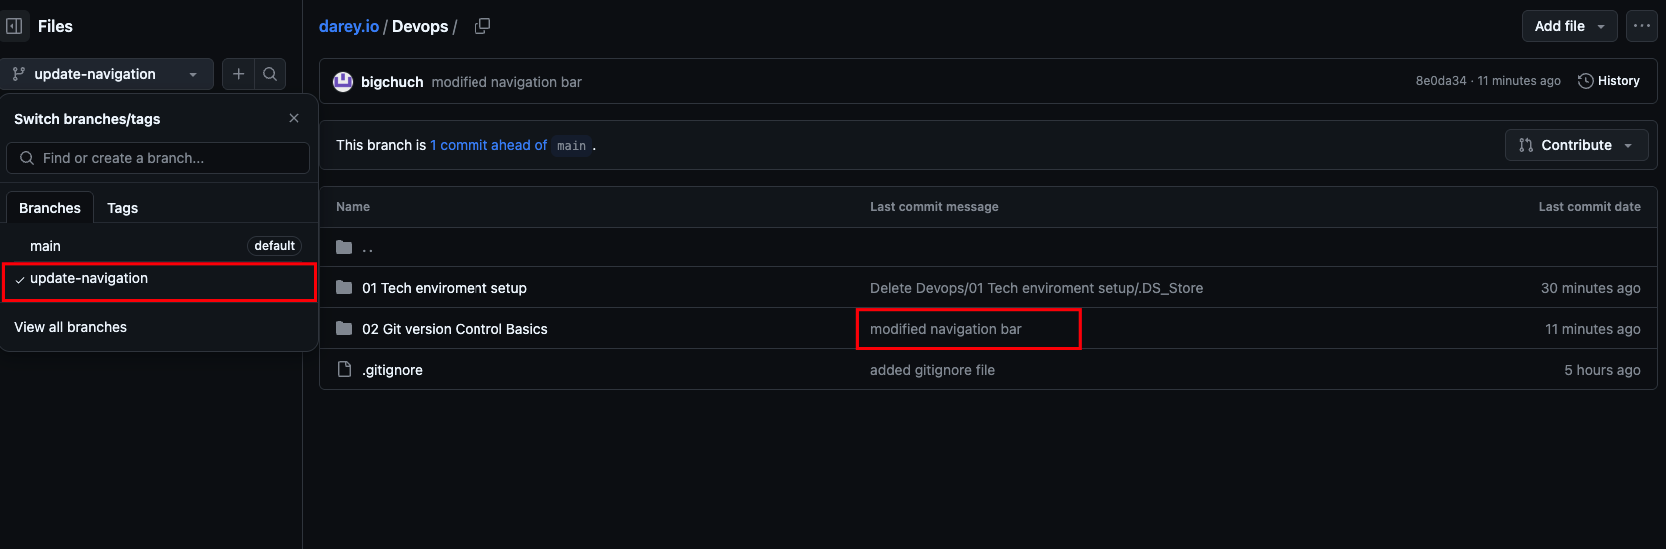 Files
update-navigation
Switch branches/tags
Find or create a branch...
Branches Tags
main default
update-navigation
View all branches
darey.io / Devops /
Add file
bigchuch modified navigation bar
8e0da34 · 11 minutes ago History
This branch is 1 commit ahead of main .
Contribute
Name Last commit message Last commit date
..
01 Tech enviroment setup Delete Devops/01 Tech enviroment setup/.DS_Store 30 minutes ago
02 Git version Control Basics modified navigation bar 11 minutes ago
.gitignore added gitignore file 5 hours ago